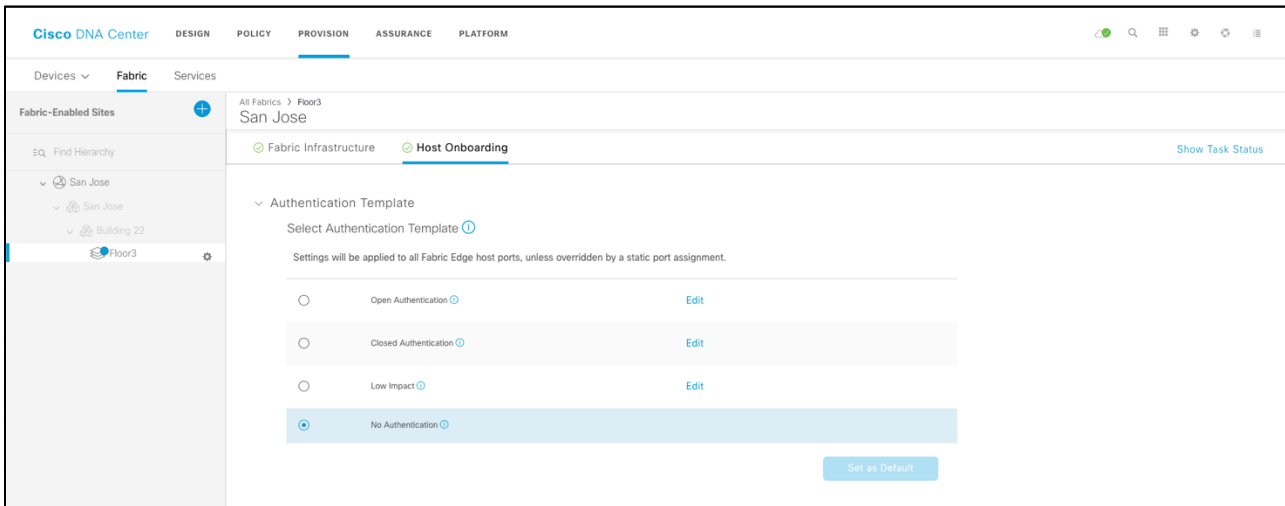 Cisco DNA Center DESIGN POLICY PROVISION ASSURANCE PLATFORM
Devices Fabric Services
Fabric-Enabled Sites
All Fabrics > Floor3
San Jose
Find Hierarchy
Fabric Infrastructure Host Onboarding Show Task Status
San Jose
San Jose
Building 22
Floor3
Authentication Template
Select Authentication Template
Settings will be applied to all Fabric Edge host ports, unless overridden by a static port assignment.
Open Authentication Edit
Closed Authentication Edit
Low Impact Edit
No Authentication
Set as Default